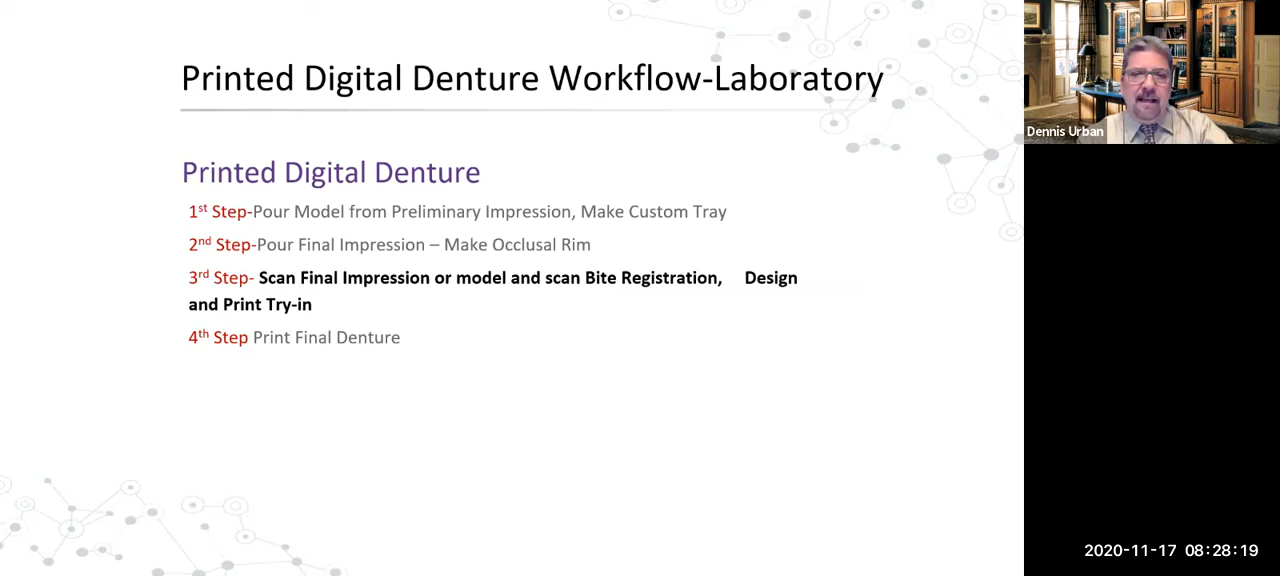 Printed Digital Denture Workflow-Laboratory
Dennis Urban
Printed Digital Denture
1st Step-Pour Model from Preliminary Impression, Make Custom Tray
2nd Step-Pour Final Impression – Make Occlusal Rim
3rd Step- Scan Final Impression or model and scan Bite Registration, Design
and Print Try-in
4th Step Print Final Denture
2020-11-17 08:28:19